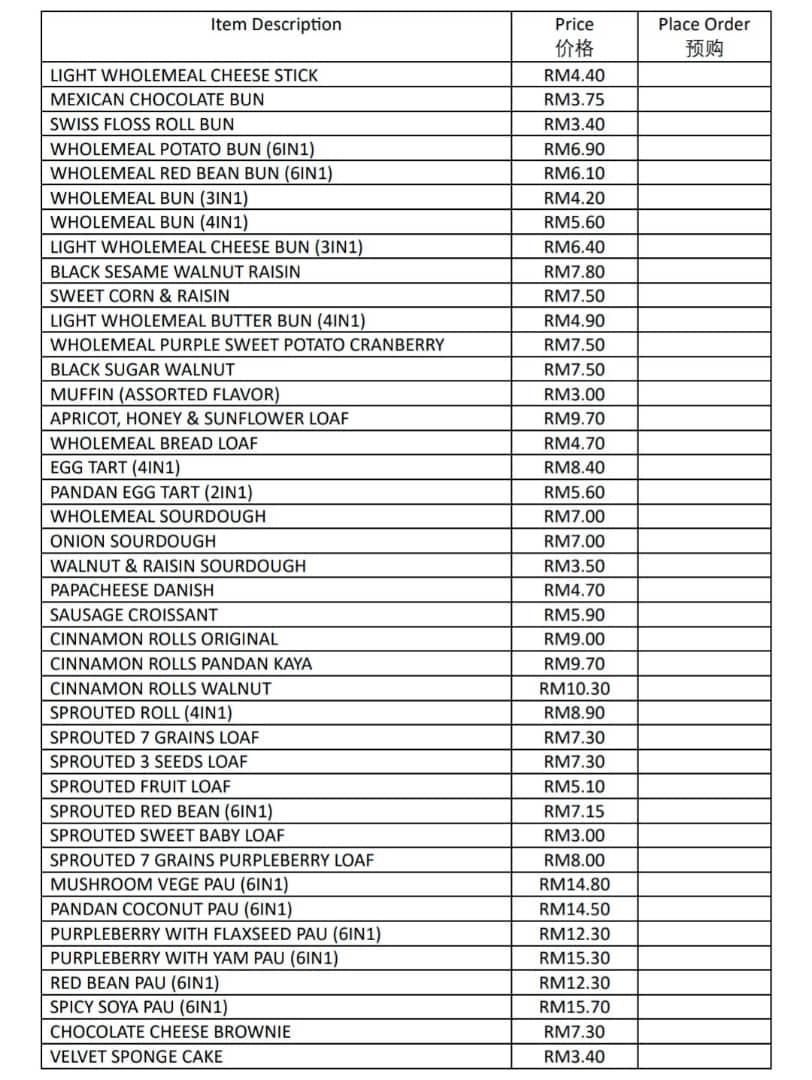 Item Description Price Place Order
价格 预购
LIGHT WHOLEMEAL CHEESE STICK RM4.40
MEXICAN CHOCOLATE BUN RM3.75
SWISS FLOSS ROLL BUN RM3.40
WHOLEMEAL POTATO BUN (6IN1) RM6.90
WHOLEMEAL RED BEAN BUN (6IN1) RM6.10
WHOLEMEAL BUN (3IN1) RM4.20
WHOLEMEAL BUN (4IN1) RM5.60
LIGHT WHOLEMEAL CHEESE BUN (3IN1) RM6.40
BLACK SESAME WALNUT RAISIN RM7.80
SWEET CORN & RAISIN RM7.50
LIGHT WHOLEMEAL BUTTER BUN (4IN1) RM4.90
WHOLEMEAL PURPLE SWEET POTATO CRANBERRY RM7.50
BLACK SUGAR WALNUT RM7.50
MUFFIN (ASSORTED FLAVOR) RM3.00
APRICOT, HONEY & SUNFLOWER LOAF RM9.70
WHOLEMEAL BREAD LOAF RM4.70
EGG TART (4IN1) RM8.40
PANDAN EGG TART (2IN1) RM5.60
WHOLEMEAL SOURDOUGH RM7.00
ONION SOURDOUGH RM7.00
WALNUT & RAISIN SOURDOUGH RM3.50
PAPACHEESE DANISH RM4.70
SAUSAGE CROISSANT RM5.90
CINNAMON ROLLS ORIGINAL RM9.00
CINNAMON ROLLS PANDAN KAYA RM9.70
CINNAMON ROLLS WALNUT RM10.30
SPROUTED ROLL (4IN1) RM8.90
SPROUTED 7 GRAINS LOAF RM7.30
SPROUTED 3 SEEDS LOAF RM7.30
SPROUTED FRUIT LOAF RM5.10
SPROUTED RED BEAN (6IN1) RM7.15
SPROUTED SWEET BABY LOAF RM3.00
SPROUTED 7 GRAINS PURPLEBERRY LOAF RM8.00
MUSHROOM VEGE PAU (6IN1) RM14.80
PANDAN COCONUT PAU (6IN1) RM14.50
PURPLEBERRY WITH FLAXSEED PAU (6IN1) RM12.30
PURPLEBERRY WITH YAM PAU (6IN1) RM15.30
RED BEAN PAU (6IN1) RM12.30
SPICY SOYA PAU (6IN1) RM15.70
CHOCOLATE CHEESE BROWNIE RM7.30
VELVET SPONGE CAKE RM3.40